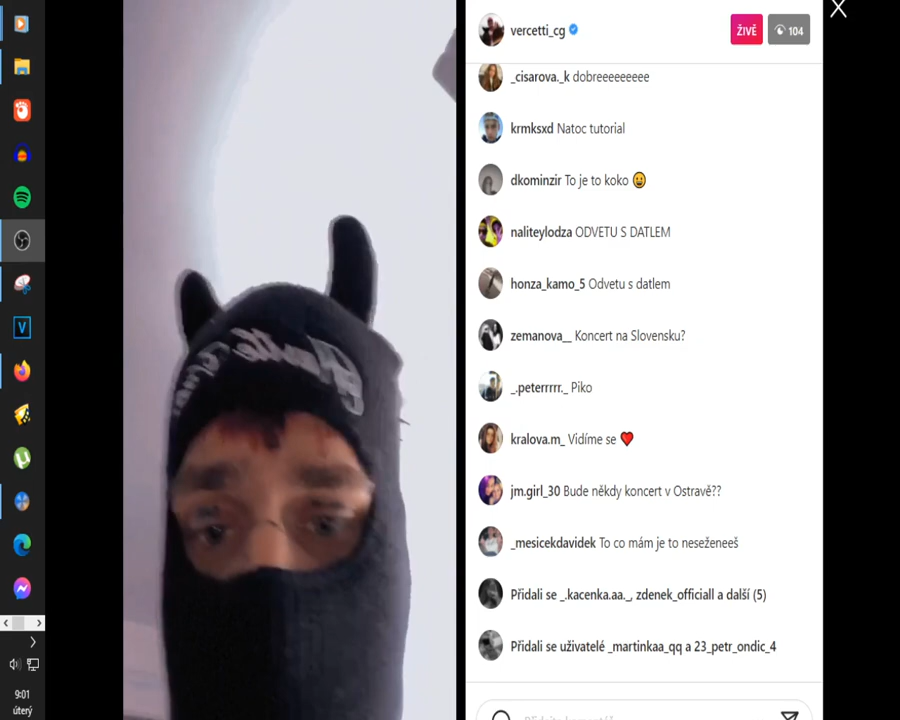 X
vercetti_cg
ŽIVĚ
104
_cisarova._k dobreeeeeeeee
krmksxd Natoc tutorial
dkominzir To je to koko 😀
naliteylodza ODVETU S DATLEM
honza_kamo_5 Odvetu s datlem
zemanova__ Koncert na Slovensku?
_.peterrrrr._ Piko
kralova.m_ Vidíme se ❤️
jm.girl_30 Bude někdy koncert v Ostravě??
_mesicekdavidek To co mám je to neseženeeš
Přidali se _.kacenka.aa._, zdenek_officiall a další (5)
Přidali se uživatelé _martinkaa_qq a 23_petr_ondic_4
9:01
úterý